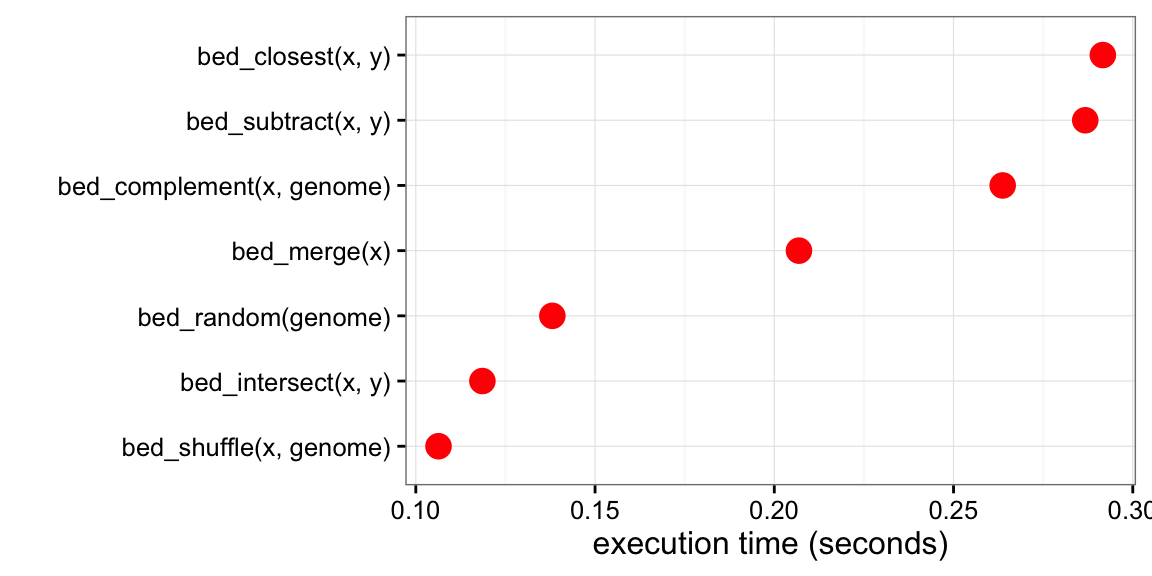 bed_closest(x, y)
bed_subtract(x, y)
bed_complement(x, genome)
bed_merge(x)
bed_random(genome)
bed_intersect(x, y)
bed_shuffle(x, genome)
0.10 0.15 0.20 0.25 0.30
execution time (seconds)